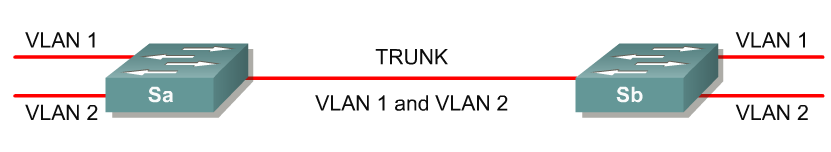 VLAN 1
VLAN 2
Sa
TRUNK
VLAN 1 and VLAN 2
Sb
VLAN 1
VLAN 2